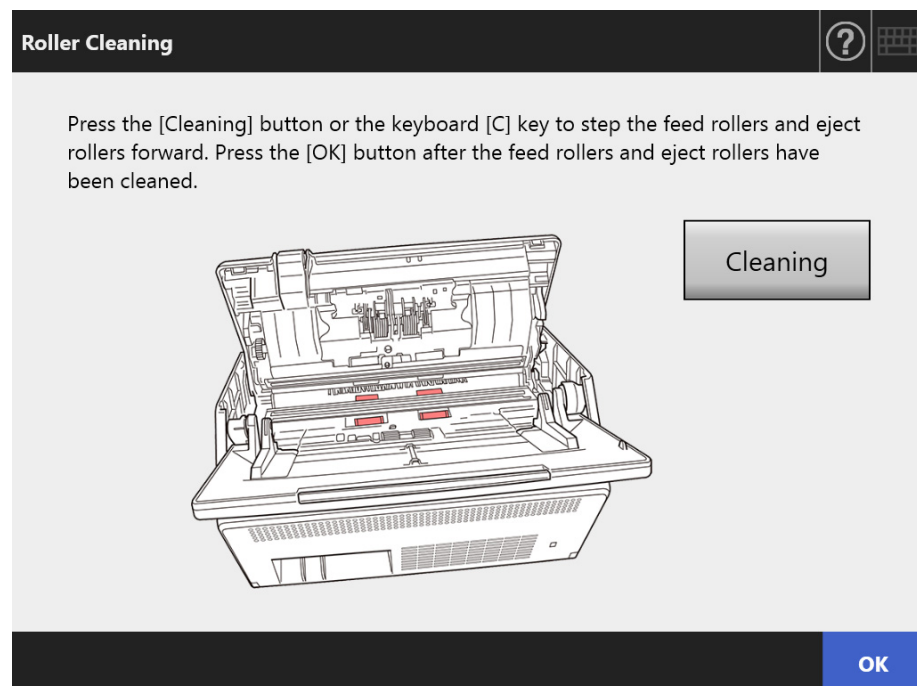 Roller Cleaning
?
Press the [Cleaning] button or the keyboard [C] key to step the feed rollers and eject
rollers forward. Press the [OK] button after the feed rollers and eject rollers have
been cleaned.
Cleaning
OK